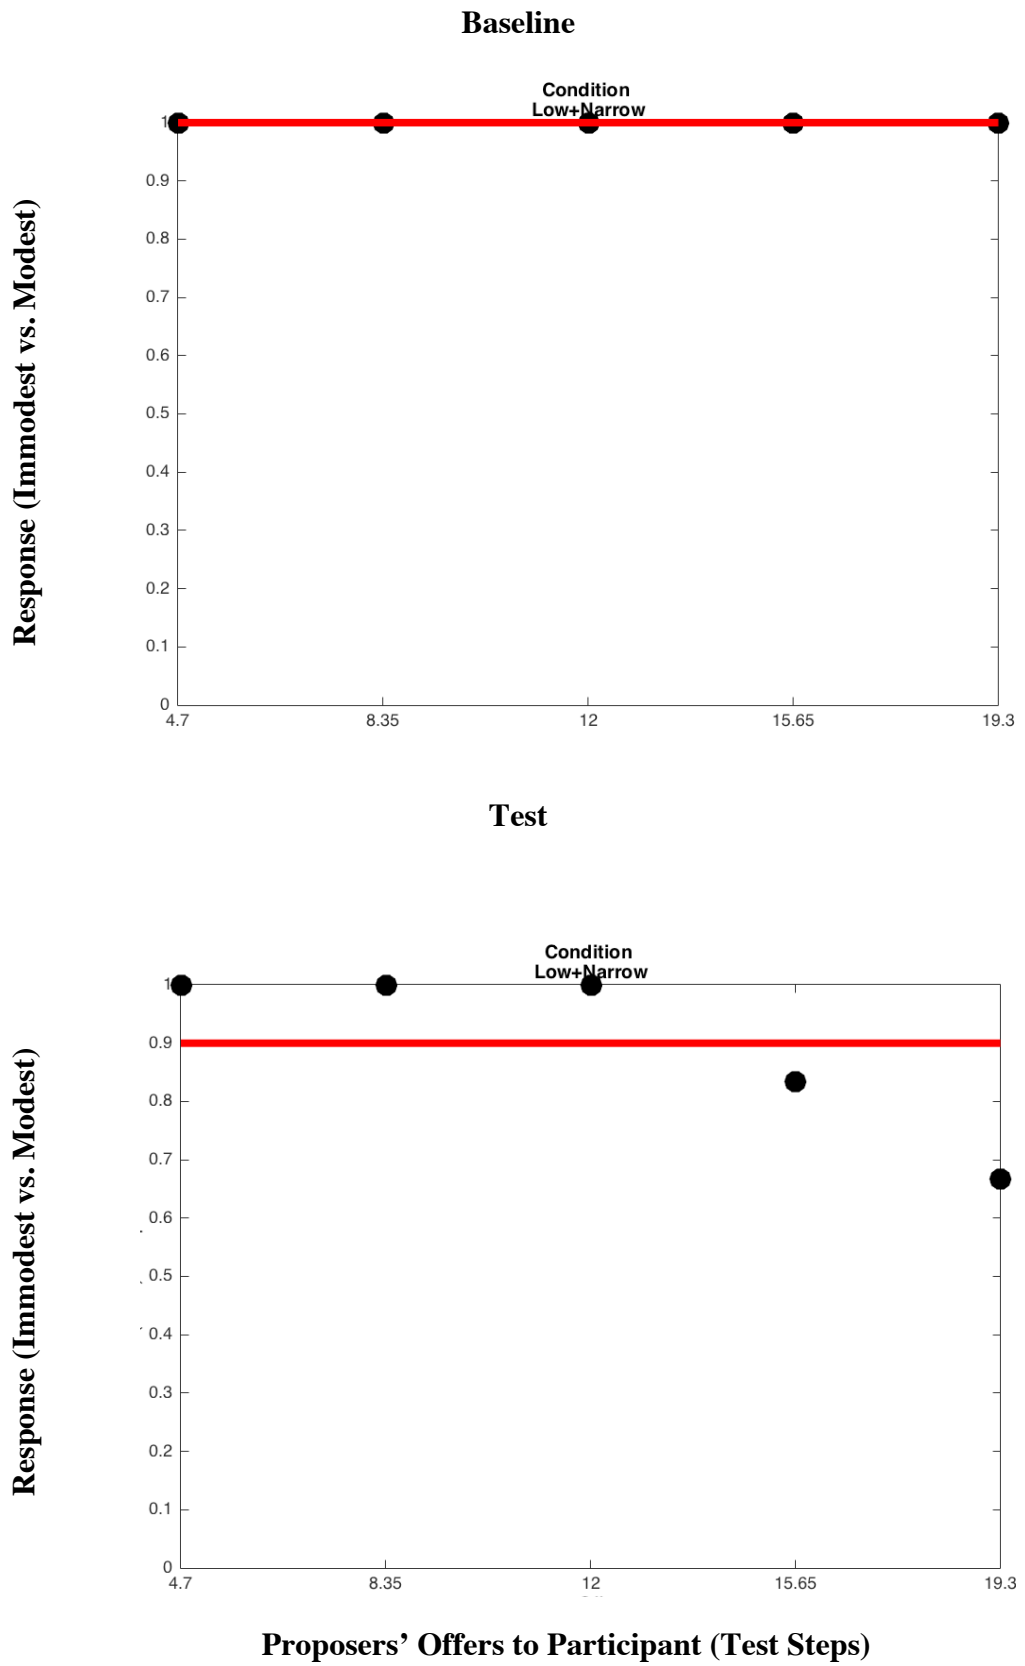 Baseline
Condition
Low+Narrow
Response (Immodest vs. Modest)
1
0.9
0.8
0.7
0.6
0.5
0.4
0.3
0.2
0.1
0
4.7 8.35 12 15.65 19.3
Test
Condition
Low+Narrow
Response (Immodest vs. Modest)
1
0.9
0.8
0.7
0.6
0.5
0.4
0.3
0.2
0.1
0
4.7 8.35 12 15.65 19.3
Proposers’ Offers to Participant (Test Steps)